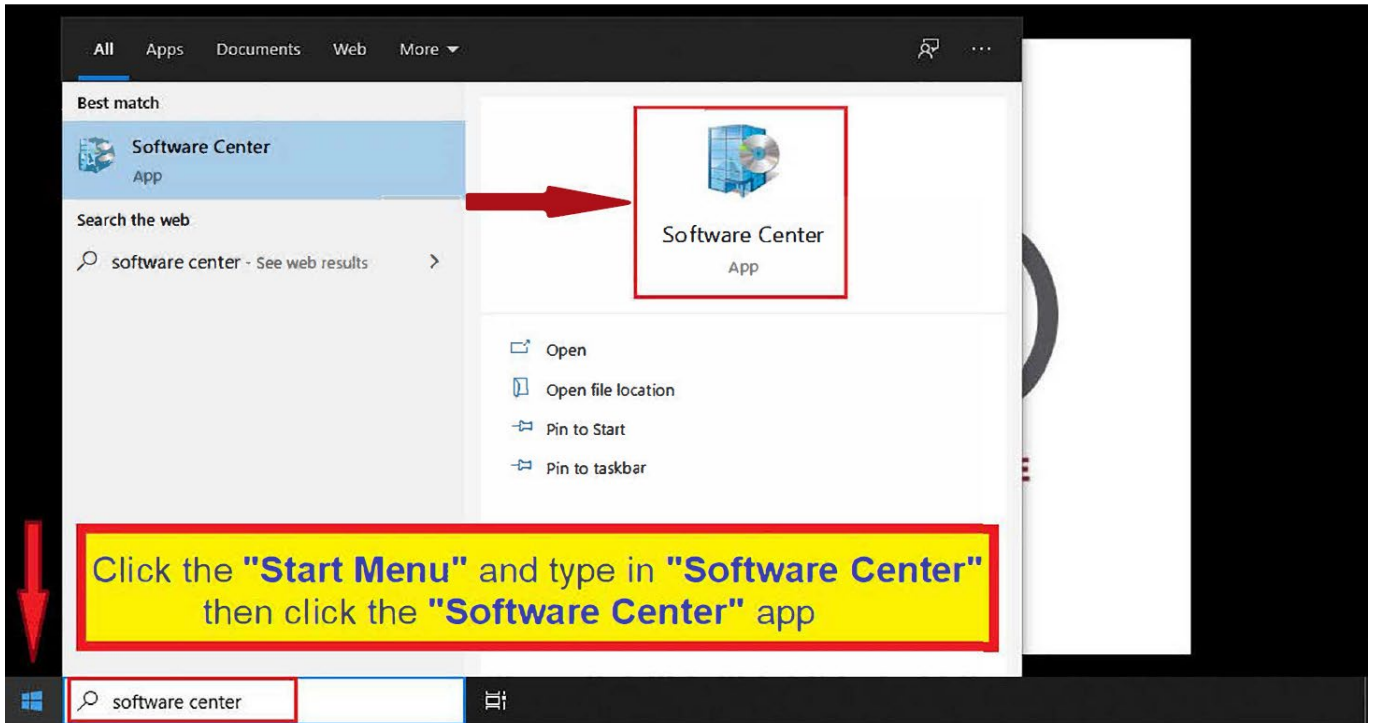 All Apps Documents Web More
Best match
Software Center
App
Search the web
software center - See web results
Software Center
App
Open
Open file location
Pin to Start
Pin to taskbar
E
Click the "Start Menu" and type in "Software Center"
then click the "Software Center" app
software center